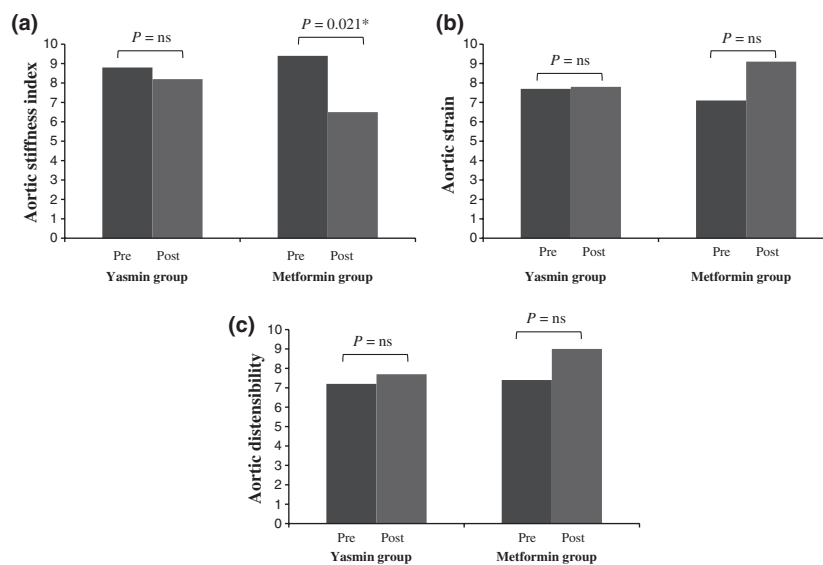 (a)
P = ns
P = 0.021*
Aortic stiffness index
10
9
8
7
6
5
4
3
2
1
0
Pre Post Pre Post
Yasmin group Metformin group
(b)
P = ns
P = ns
Aortic strain
10
9
8
7
6
5
4
3
2
1
0
Pre Post Pre Post
Yasmin group Metformin group
(c)
P = ns
P = ns
Aortic distensibility
10
9
8
7
6
5
4
3
2
1
0
Pre Post Pre Post
Yasmin group Metformin group